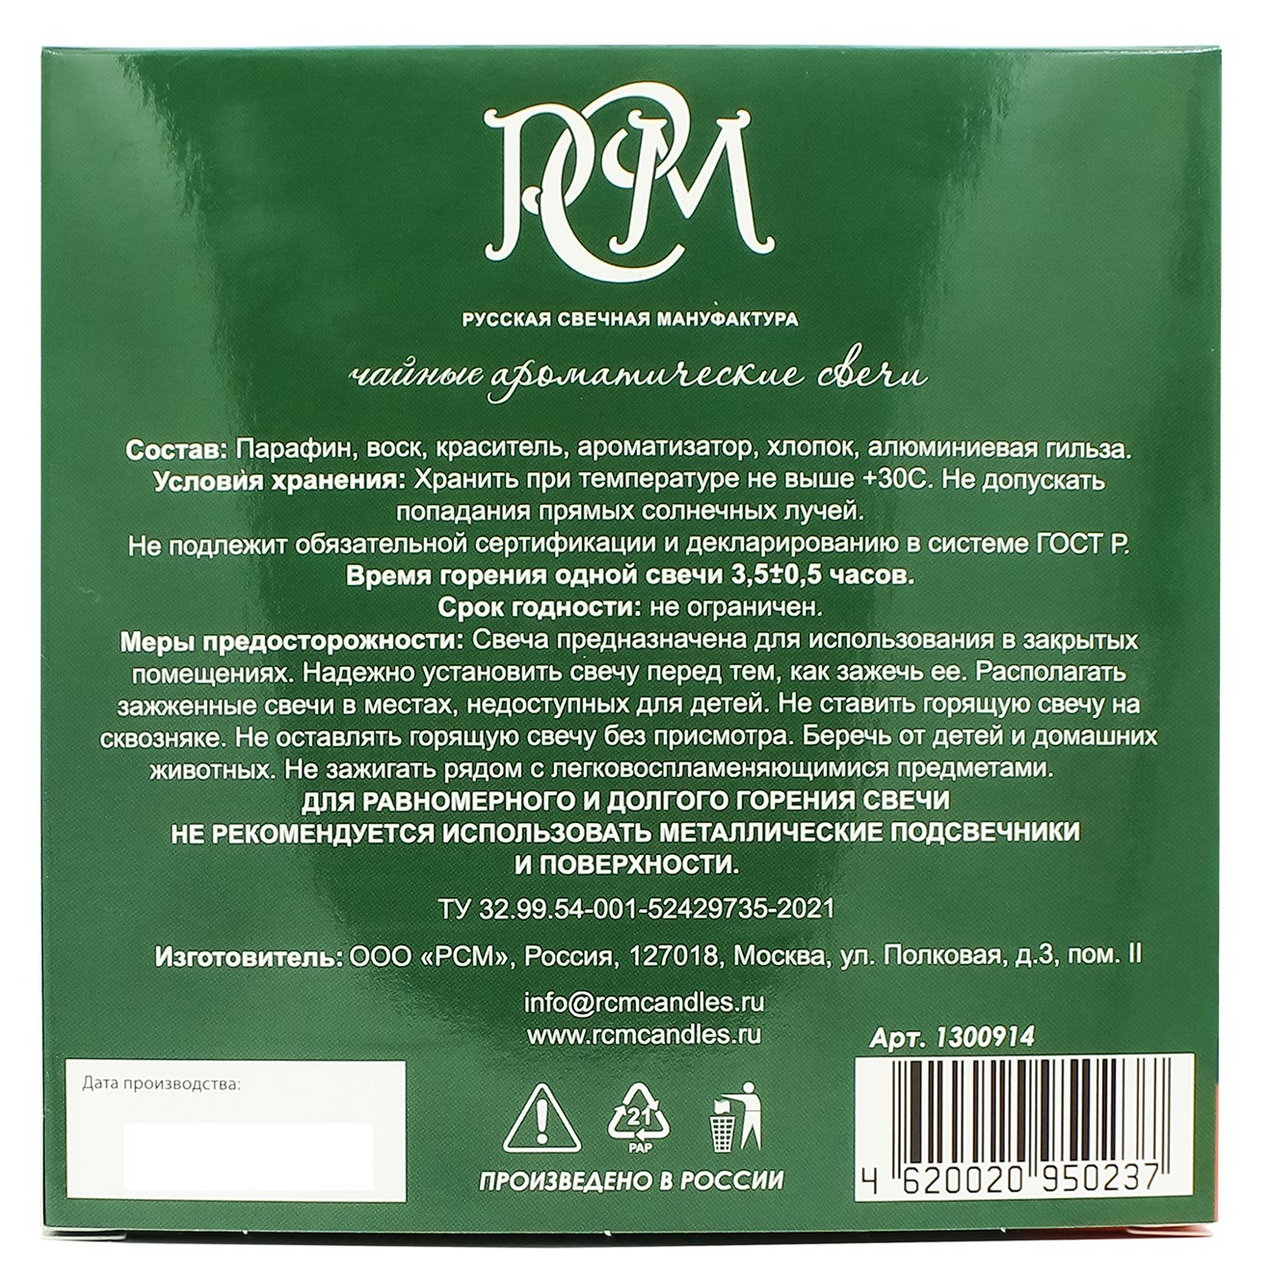 РСМ
РУССКАЯ СВЕЧНАЯ МАНУФАКТУРА
чайные ароматические свечи
Состав: Парафин, воск, краситель, ароматизатор, хлопок, алюминиевая гильза.
Условия хранения: Хранить при температуре не выше +30С. Не допускать
попадания прямых солнечных лучей.
Не подлежит обязательной сертификации и декларированию в системе ГОСТ Р.
Время горения одной свечи 3,5±0,5 часов.
Срок годности: не ограничен.
Меры предосторожности: Свеча предназначена для использования в закрытых
помещениях. Надежно установить свечу перед тем, как зажечь ее. Располагать
зажженные свечи в местах, недоступных для детей. Не ставить горящую свечу на
сквозняке. Не оставлять горящую свечу без присмотра. Беречь от детей и домашних
животных. Не зажигать рядом с легковоспламеняющимися предметами.
ДЛЯ РАВНОМЕРНОГО И ДОЛГОГО ГОРЕНИЯ СВЕЧИ
НЕ РЕКОМЕНДУЕТСЯ ИСПОЛЬЗОВАТЬ МЕТАЛЛИЧЕСКИЕ ПОДСВЕЧНИКИ
И ПОВЕРХНОСТИ.
ТУ 32.99.54-001-52429735-2021
Изготовитель: ООО «РСМ», Россия, 127018, Москва, ул. Полковая, д.3, пом. II
info@rcmcandles.ru
www.rcmcandles.ru
Арт. 1300914
Дата производства:
21
PAP
ПРОИЗВЕДЕНО В РОССИИ
4 620020 950237